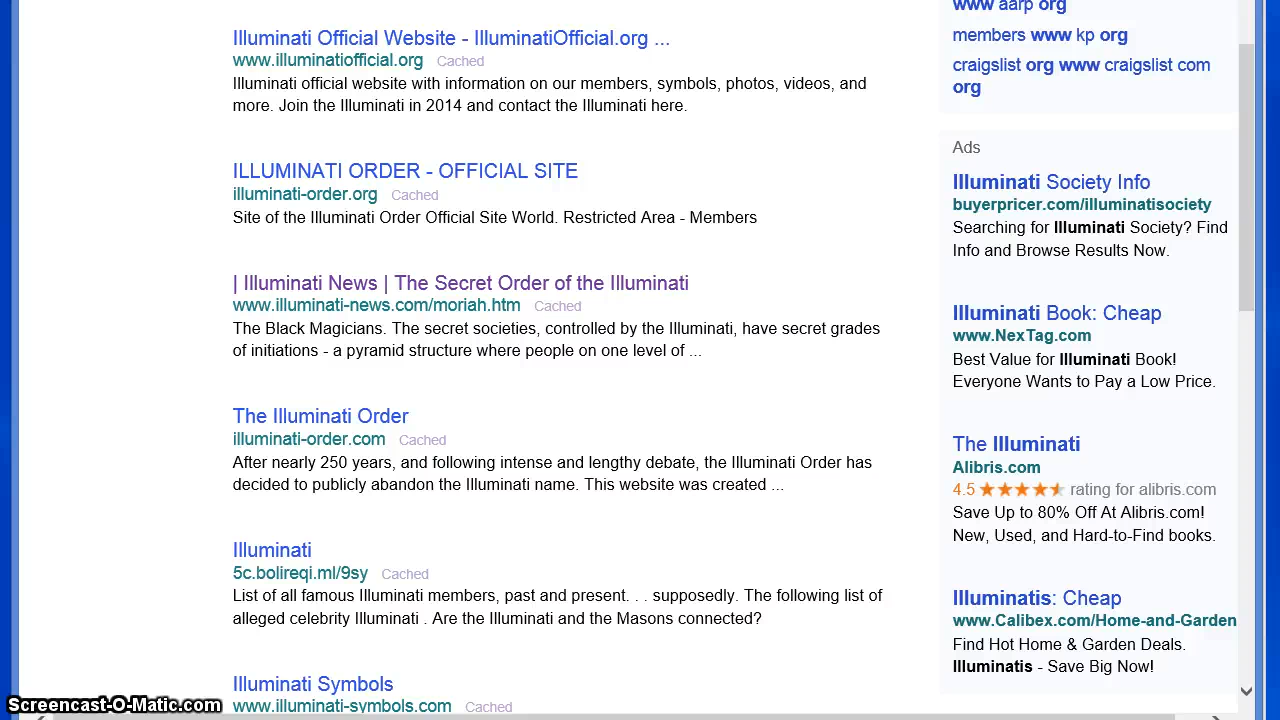 Illuminati Official Website - IlluminatiOfficial.org ...
www.illuminatiofficial.org Cached
Illuminati official website with information on our members, symbols, photos, videos, and
more. Join the Illuminati in 2014 and contact the Illuminati here.
ILLUMINATI ORDER - OFFICIAL SITE
illuminati-order.org Cached
Site of the Illuminati Order Official Site World. Restricted Area - Members
| Illuminati News | The Secret Order of the Illuminati
www.illuminati-news.com/moriah.htm Cached
The Black Magicians. The secret societies, controlled by the Illuminati, have secret grades
of initiations - a pyramid structure where people on one level of ...
The Illuminati Order
illuminati-order.com Cached
After nearly 250 years, and following intense and lengthy debate, the Illuminati Order has
decided to publicly abandon the Illuminati name. This website was created ...
Illuminati
5c.bolireqi.ml/9sy Cached
List of all famous Illuminati members, past and present. . . supposedly. The following list of
alleged celebrity Illuminati . Are the Illuminati and the Masons connected?
Illuminati Symbols
www.illuminati-symbols.com Cached
www aarp org
members www kp org
craigslist org www craigslist com
org
Ads
Illuminati Society Info
buyerpricer.com/illuminatisociety
Searching for Illuminati Society? Find
Info and Browse Results Now.
Illuminati Book: Cheap
www.NexTag.com
Best Value for Illuminati Book!
Everyone Wants to Pay a Low Price.
The Illuminati
Alibris.com
4.5 rating for alibris.com
Save Up to 80% Off At Alibris.com!
New, Used, and Hard-to-Find books.
Illuminatis: Cheap
www.Calibex.com/Home-and-Garden
Find Hot Home & Garden Deals.
Illuminatis - Save Big Now!
Screencast-O-Matic.com